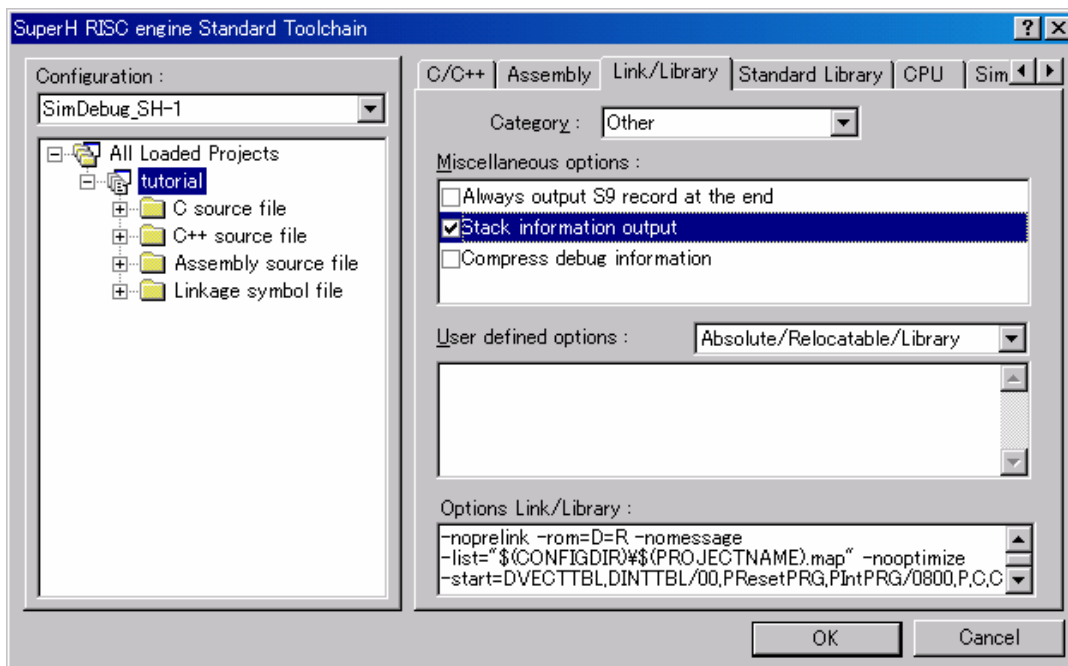 SuperH RISC engine Standard Toolchain
Configuration :
SimDebug_SH-1
All Loaded Projects
tutorial
C source file
C++ source file
Assembly source file
Linkage symbol file
C/C++ Assembly Link/Library Standard Library CPU Sim
Category : Other
Miscellaneous options :
Always output S9 record at the end
Stack information output
Compress debug information
User defined options : Absolute/Relocatable/Library
Options Link/Library :
-noprelink -rom=D=R -nomessage
-list="$(CONFIGDIR)¥$(PROJECTNAME).map" -nooptimize
-start=DVECTTBL,DINTTBL/00,PResetPRG,PIntPRG/0800,P,C,C
OK Cancel